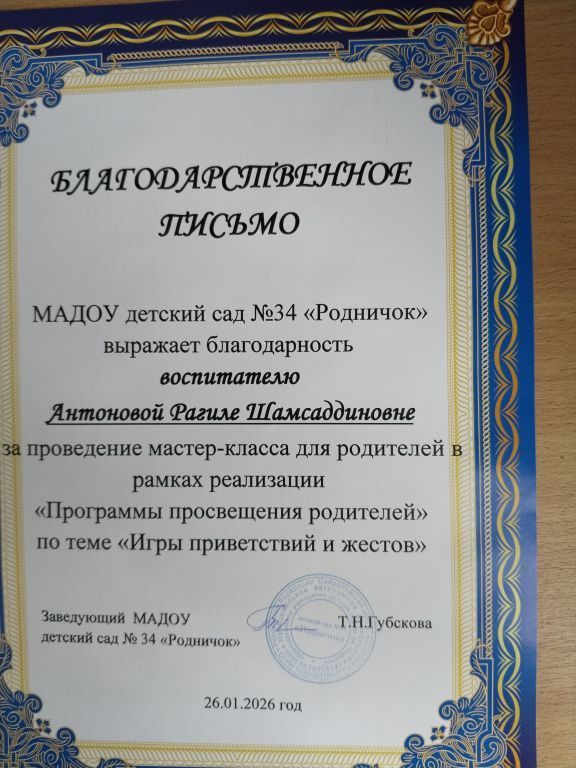 БЛАГОДАРСТВЕННОЕ
ПИСЬМО
МАДОУ детский сад №34 «Родничок»
выражает благодарность
воспитателю
Антоновой Рагиле Шамсаддиновне
за проведение мастер-класса для родителей в
рамках реализации
«Программы просвещения родителей»
по теме «Игры приветствий и жестов»
Заведующий МАДОУ
детский сад № 34 «Родничок»
Т.Н.Губскова
«Родничок»
26.01.2026 год